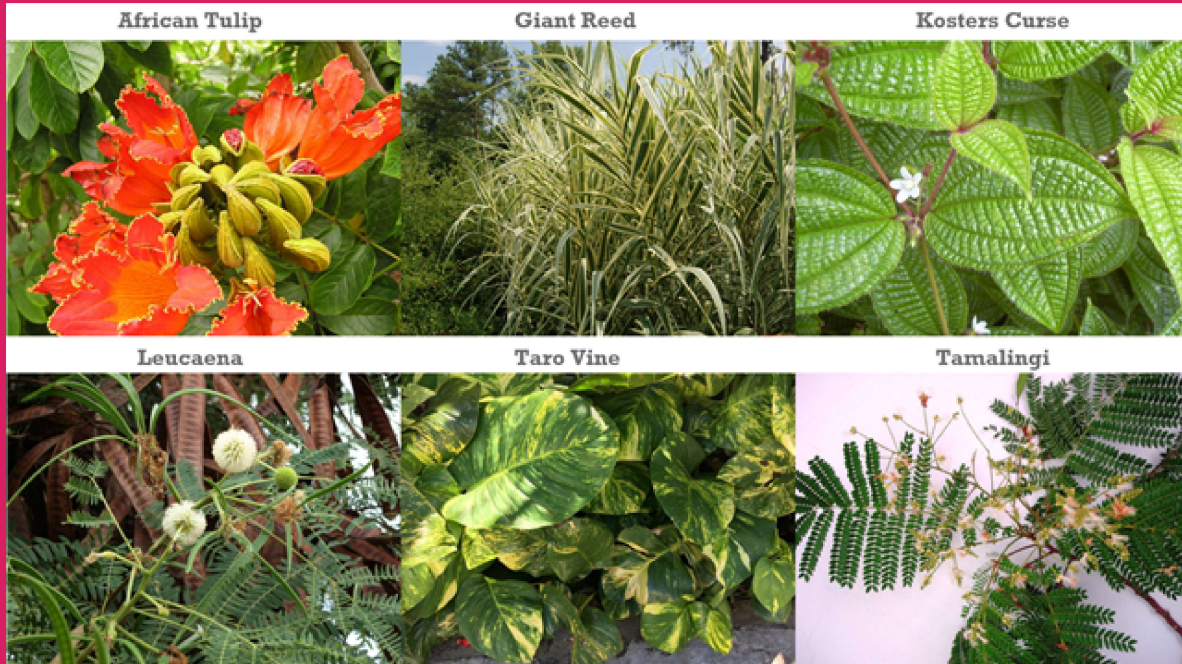 African Tulip
Giant Reed
Kosters Curse
Leucaena
Taro Vine
Tamalingi